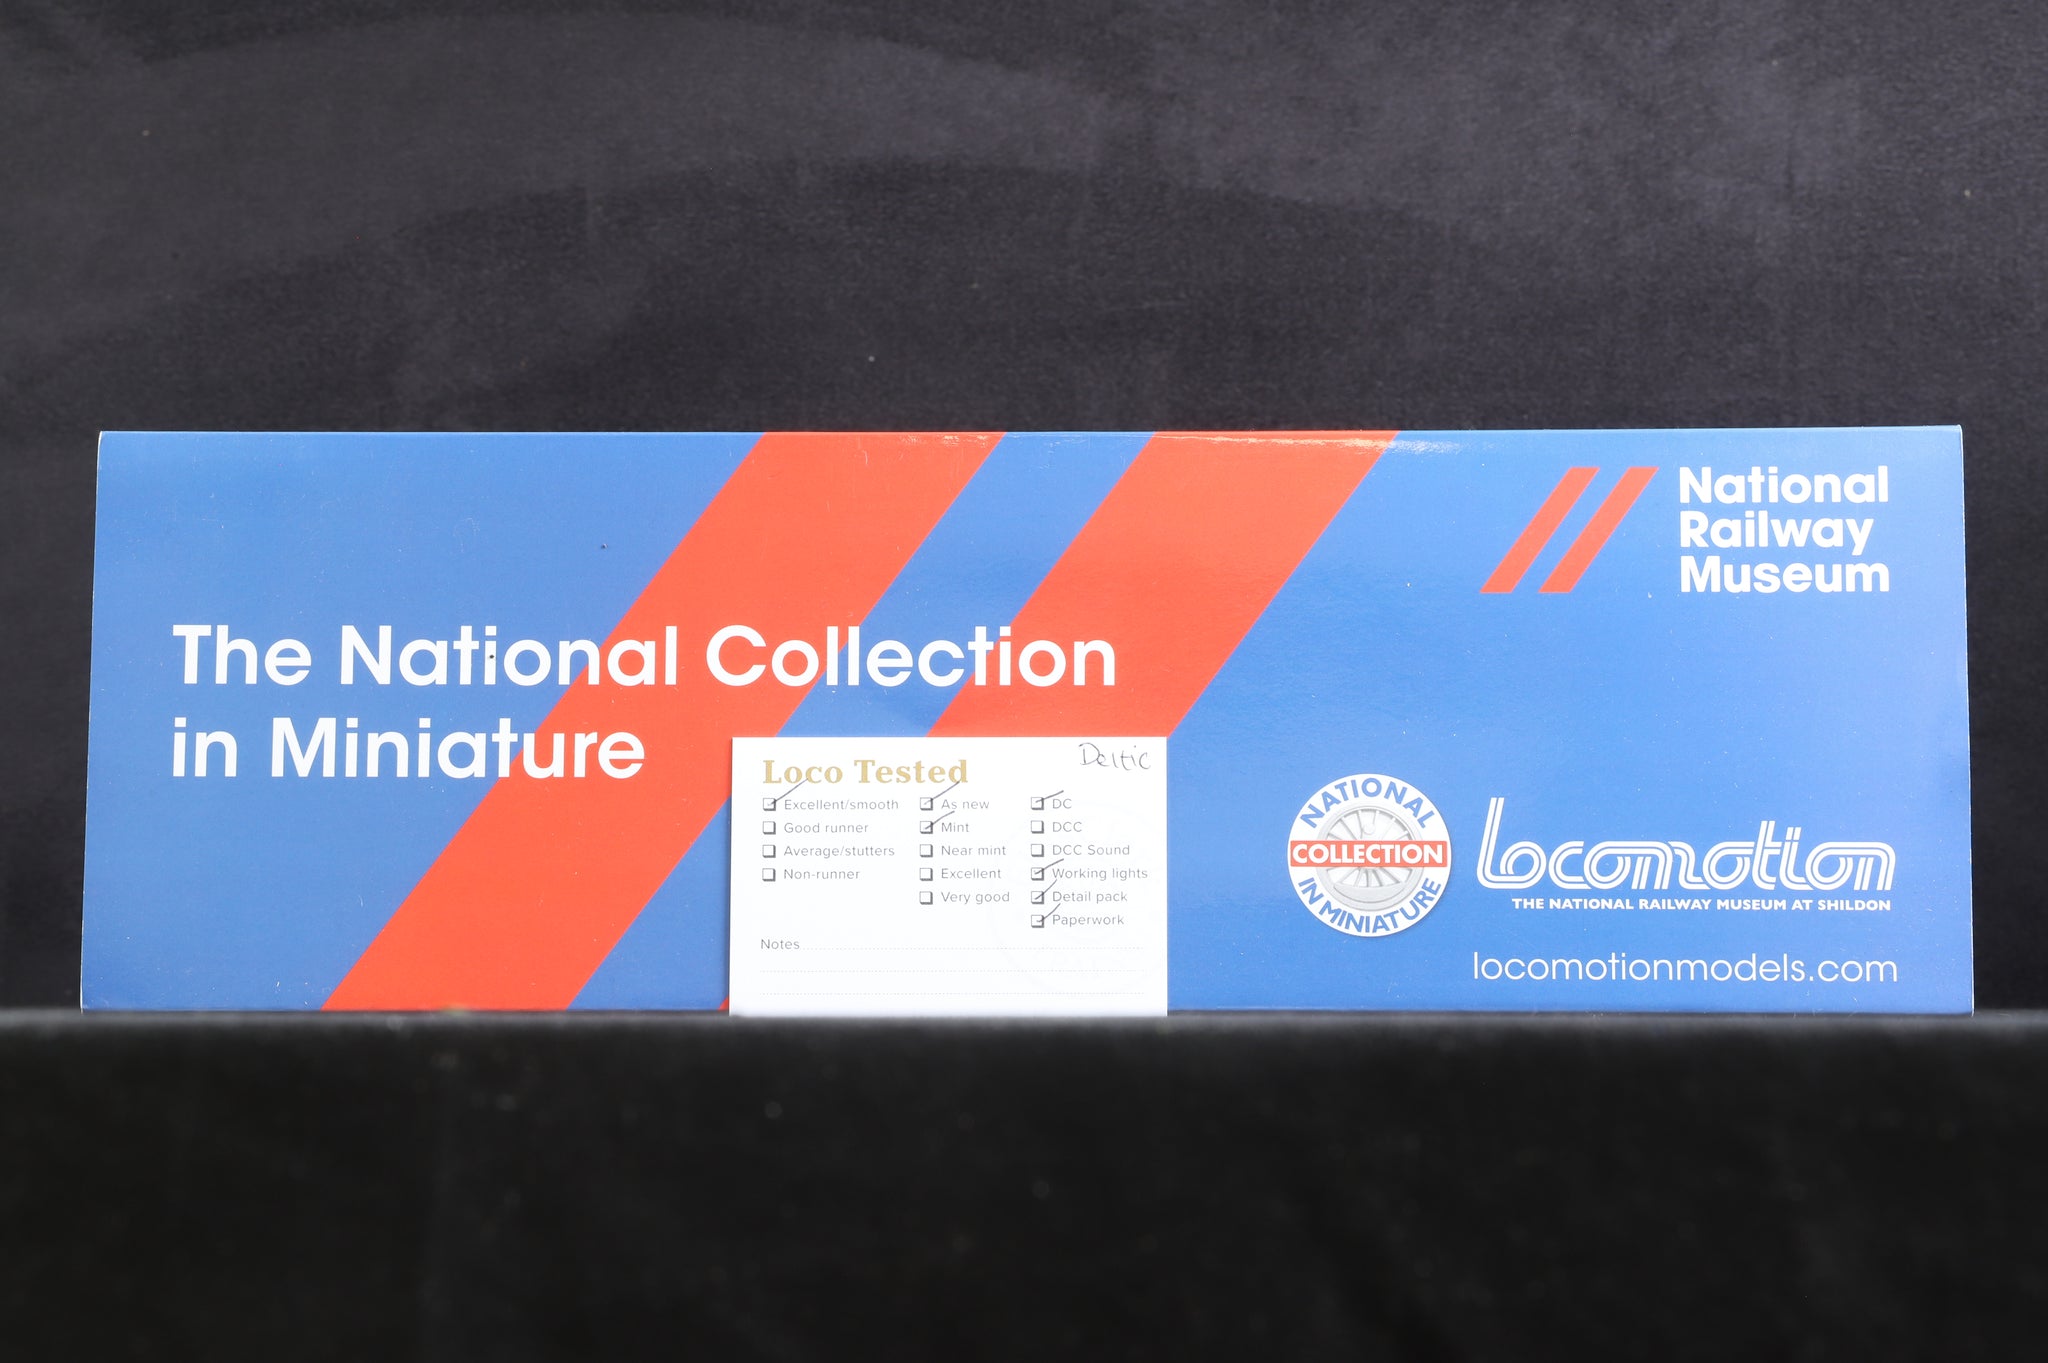 The National Collection
in Miniature
National
Railway
Museum
NATIONAL
COLLECTION
IN MINIATURE
locomotion
THE NATIONAL RAILWAY MUSEUM AT SHILDON
locomotionmodels.com
Deltic
Loco Tested
Excellent/smooth
Good runner
Average/stutters
Non-runner
As new
Mint
Near mint
Excellent
Very good
DC
DCC
DCC Sound
Working lights
Detail pack
Paperwork
Notes